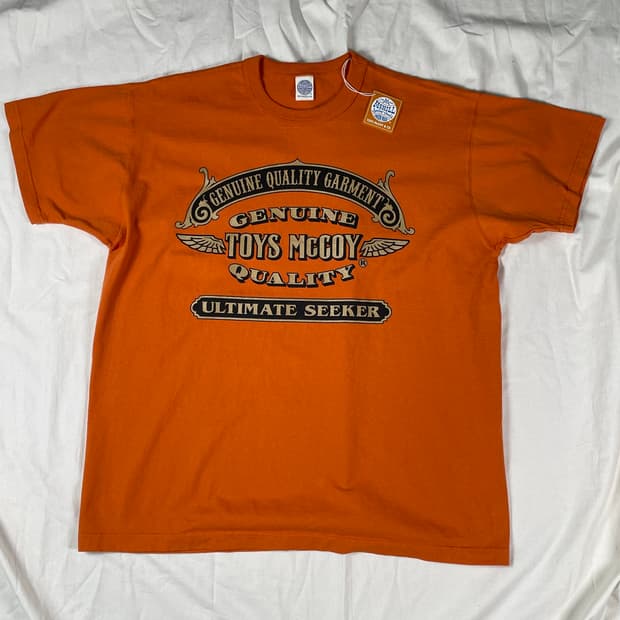 GENUINE QUALITY GARMENT
GENUINE
TOYS McCOY
®
QUALITY
ULTIMATE SEEKER